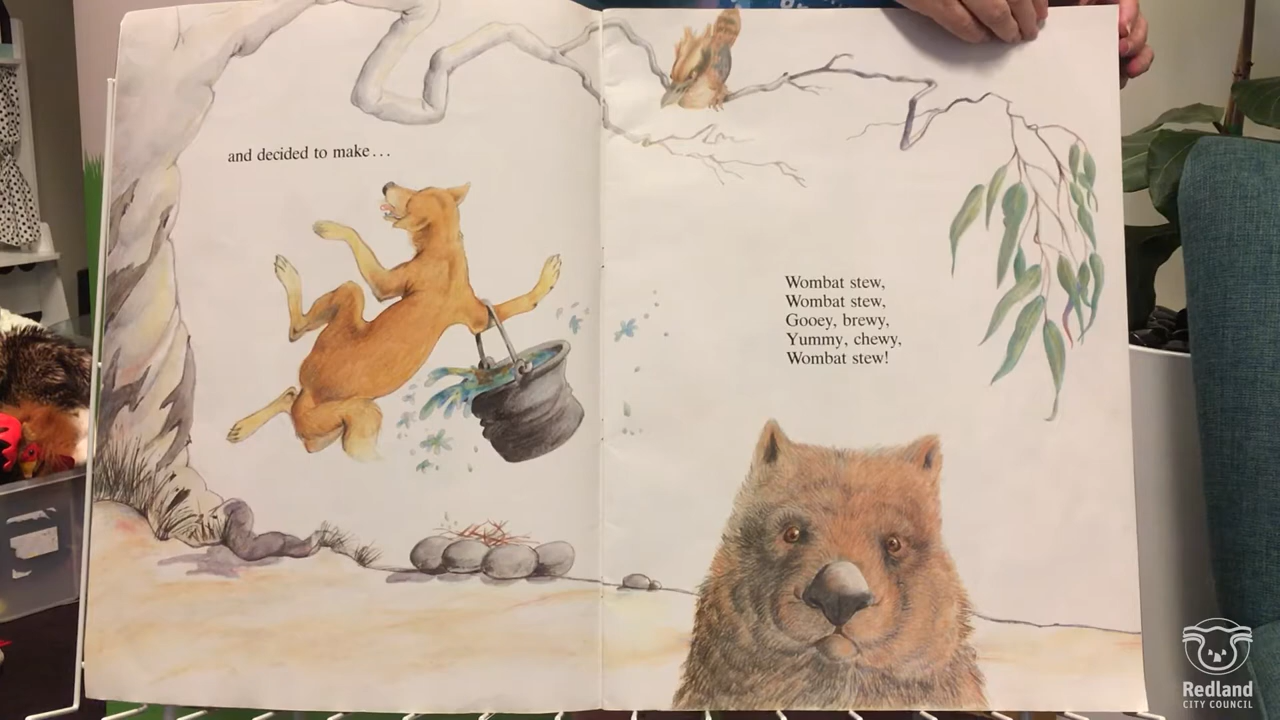 and decided to make...
Wombat stew,
Wombat stew,
Gooey, brewy,
Yummy, chewy,
Wombat stew!
Redland
CITY COUNCIL